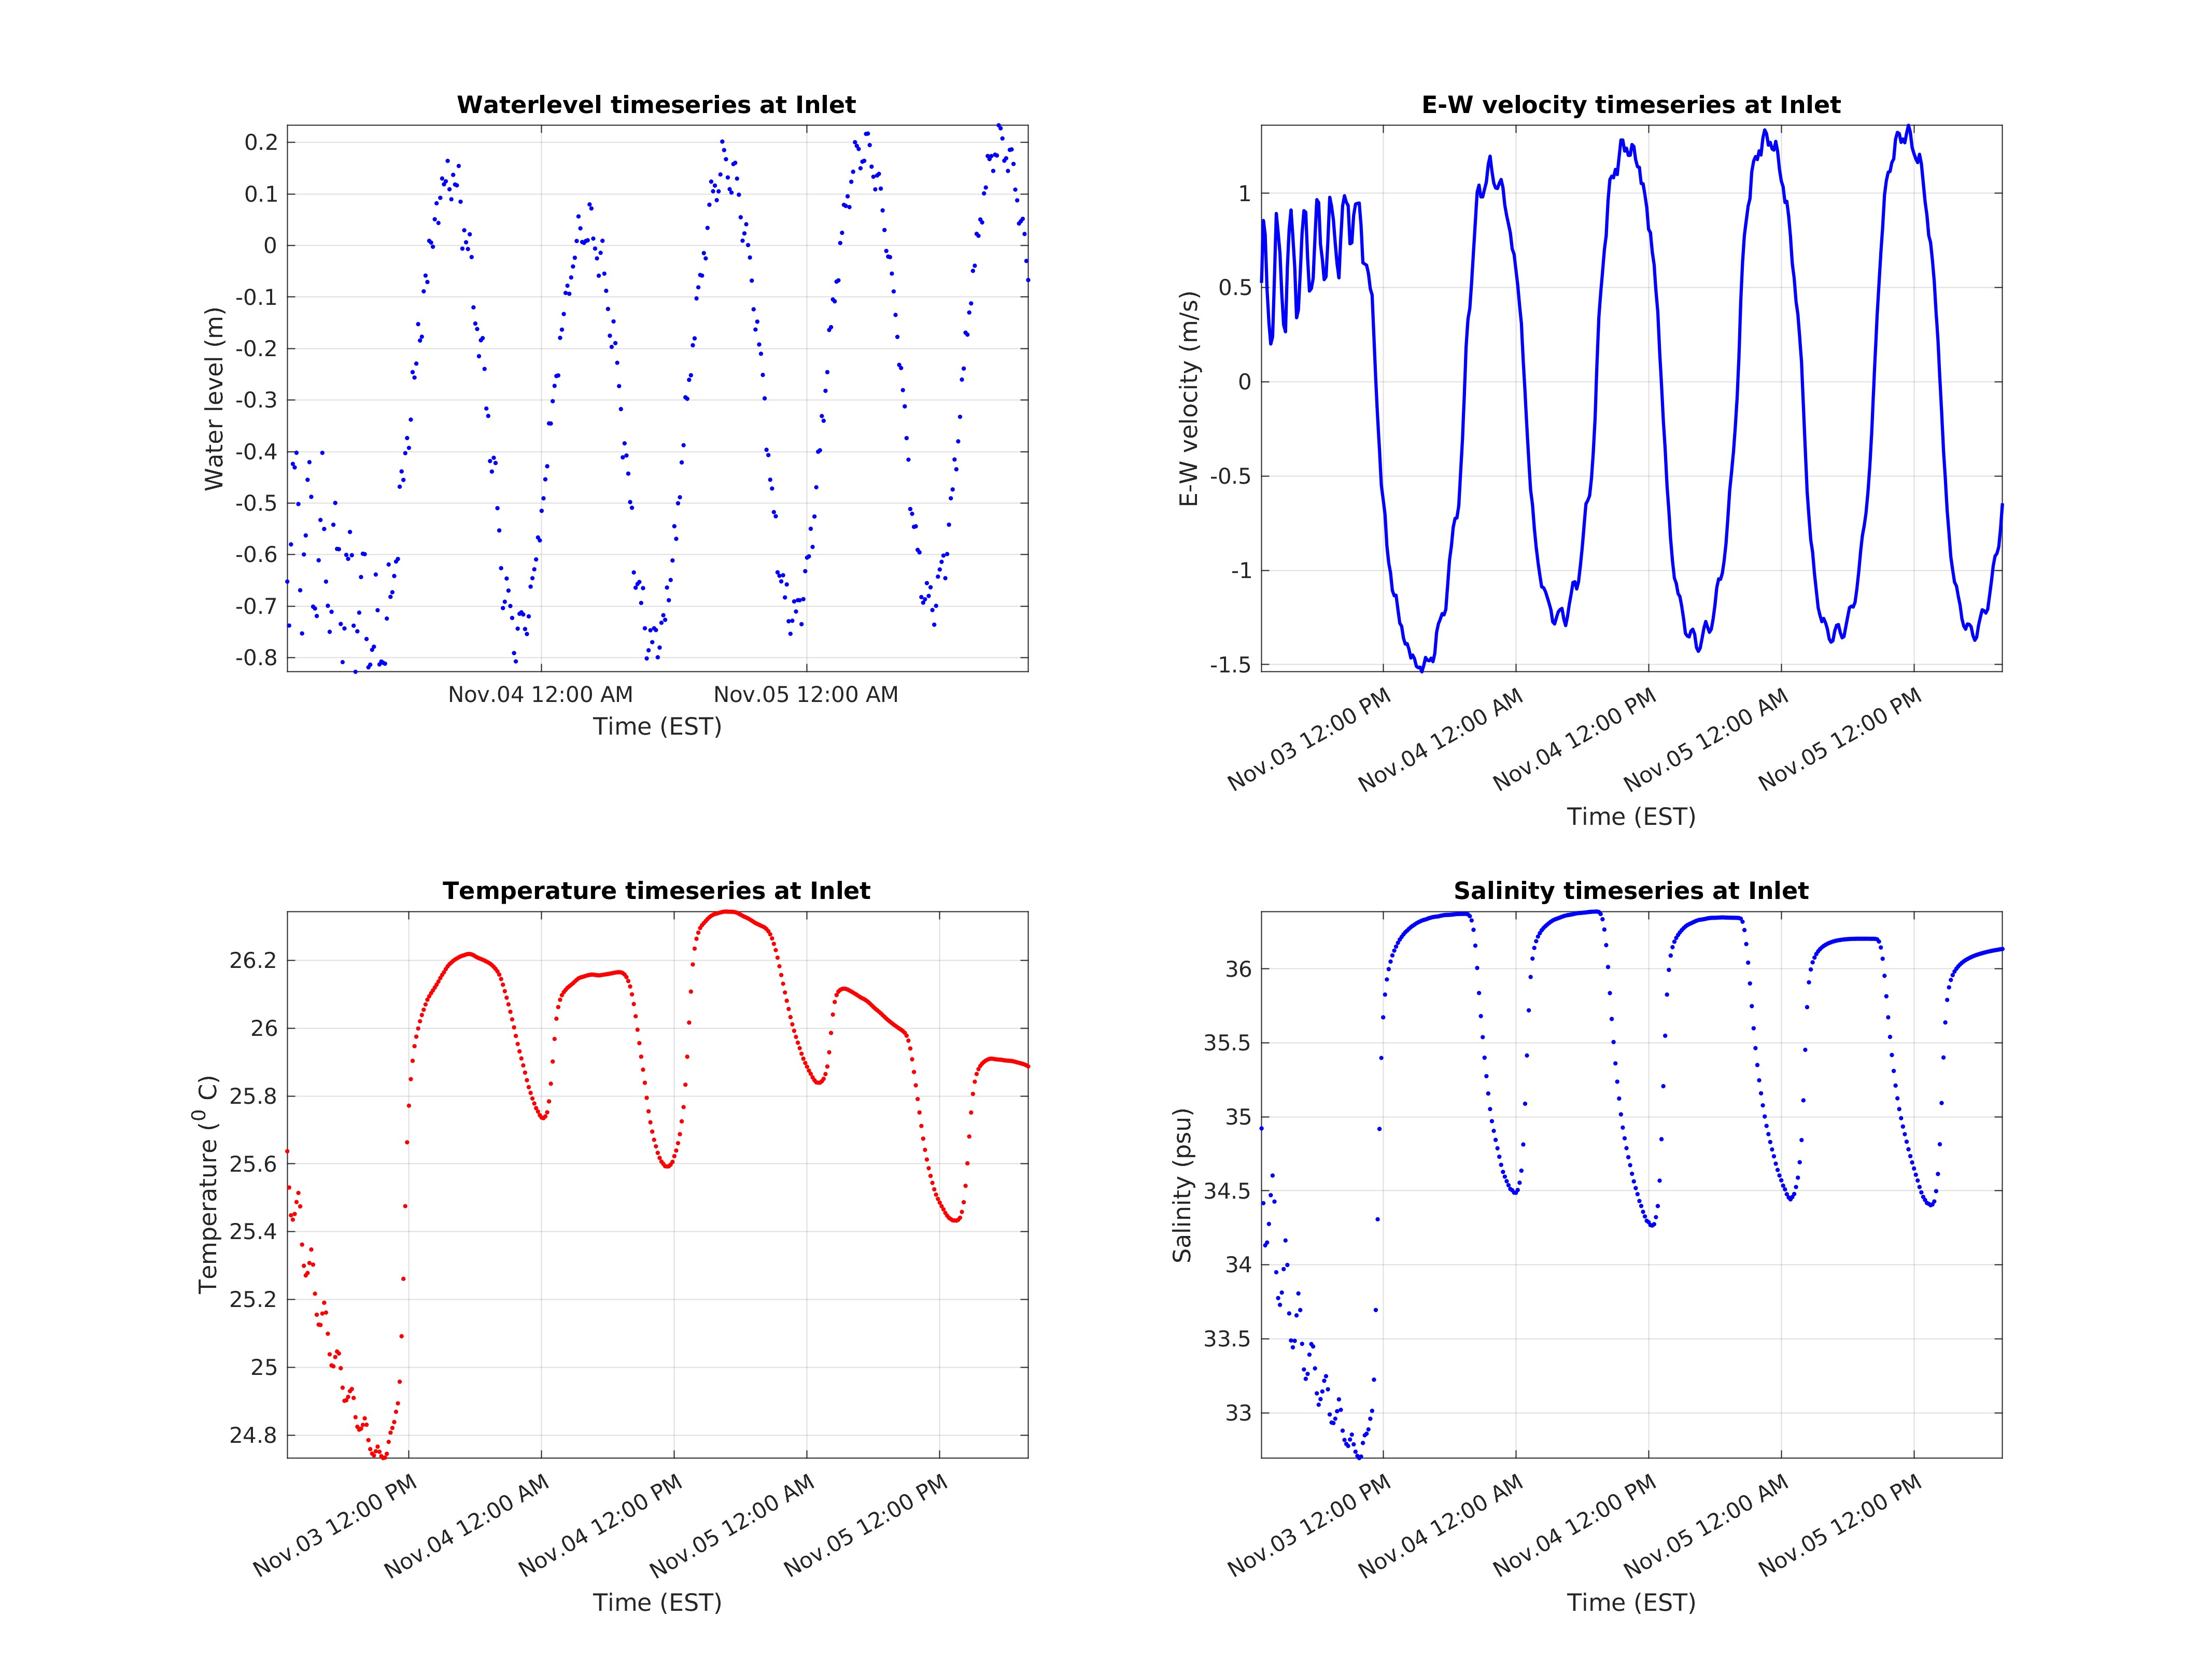 Waterlevel timeseries at Inlet
0.2
0.1
0
-0.1
-0.2
-0.3
-0.4
-0.5
-0.6
-0.7
-0.8
Water level (m)
Nov.04 12:00 AM
Nov.05 12:00 AM
Time (EST)
E-W velocity timeseries at Inlet
1
0.5
0
-0.5
-1
-1.5
E-W velocity (m/s)
Nov.03 12:00 PM
Nov.04 12:00 AM
Nov.04 12:00 PM
Nov.05 12:00 AM
Nov.05 12:00 PM
Time (EST)
Temperature timeseries at Inlet
26.2
26
25.8
25.6
25.4
25.2
25
24.8
Temperature (⁰ C)
Nov.03 12:00 PM
Nov.04 12:00 AM
Nov.04 12:00 PM
Nov.05 12:00 AM
Nov.05 12:00 PM
Time (EST)
Salinity timeseries at Inlet
36
35.5
35
34.5
34
33.5
33
Salinity (psu)
Nov.03 12:00 PM
Nov.04 12:00 AM
Nov.04 12:00 PM
Nov.05 12:00 AM
Nov.05 12:00 PM
Time (EST)